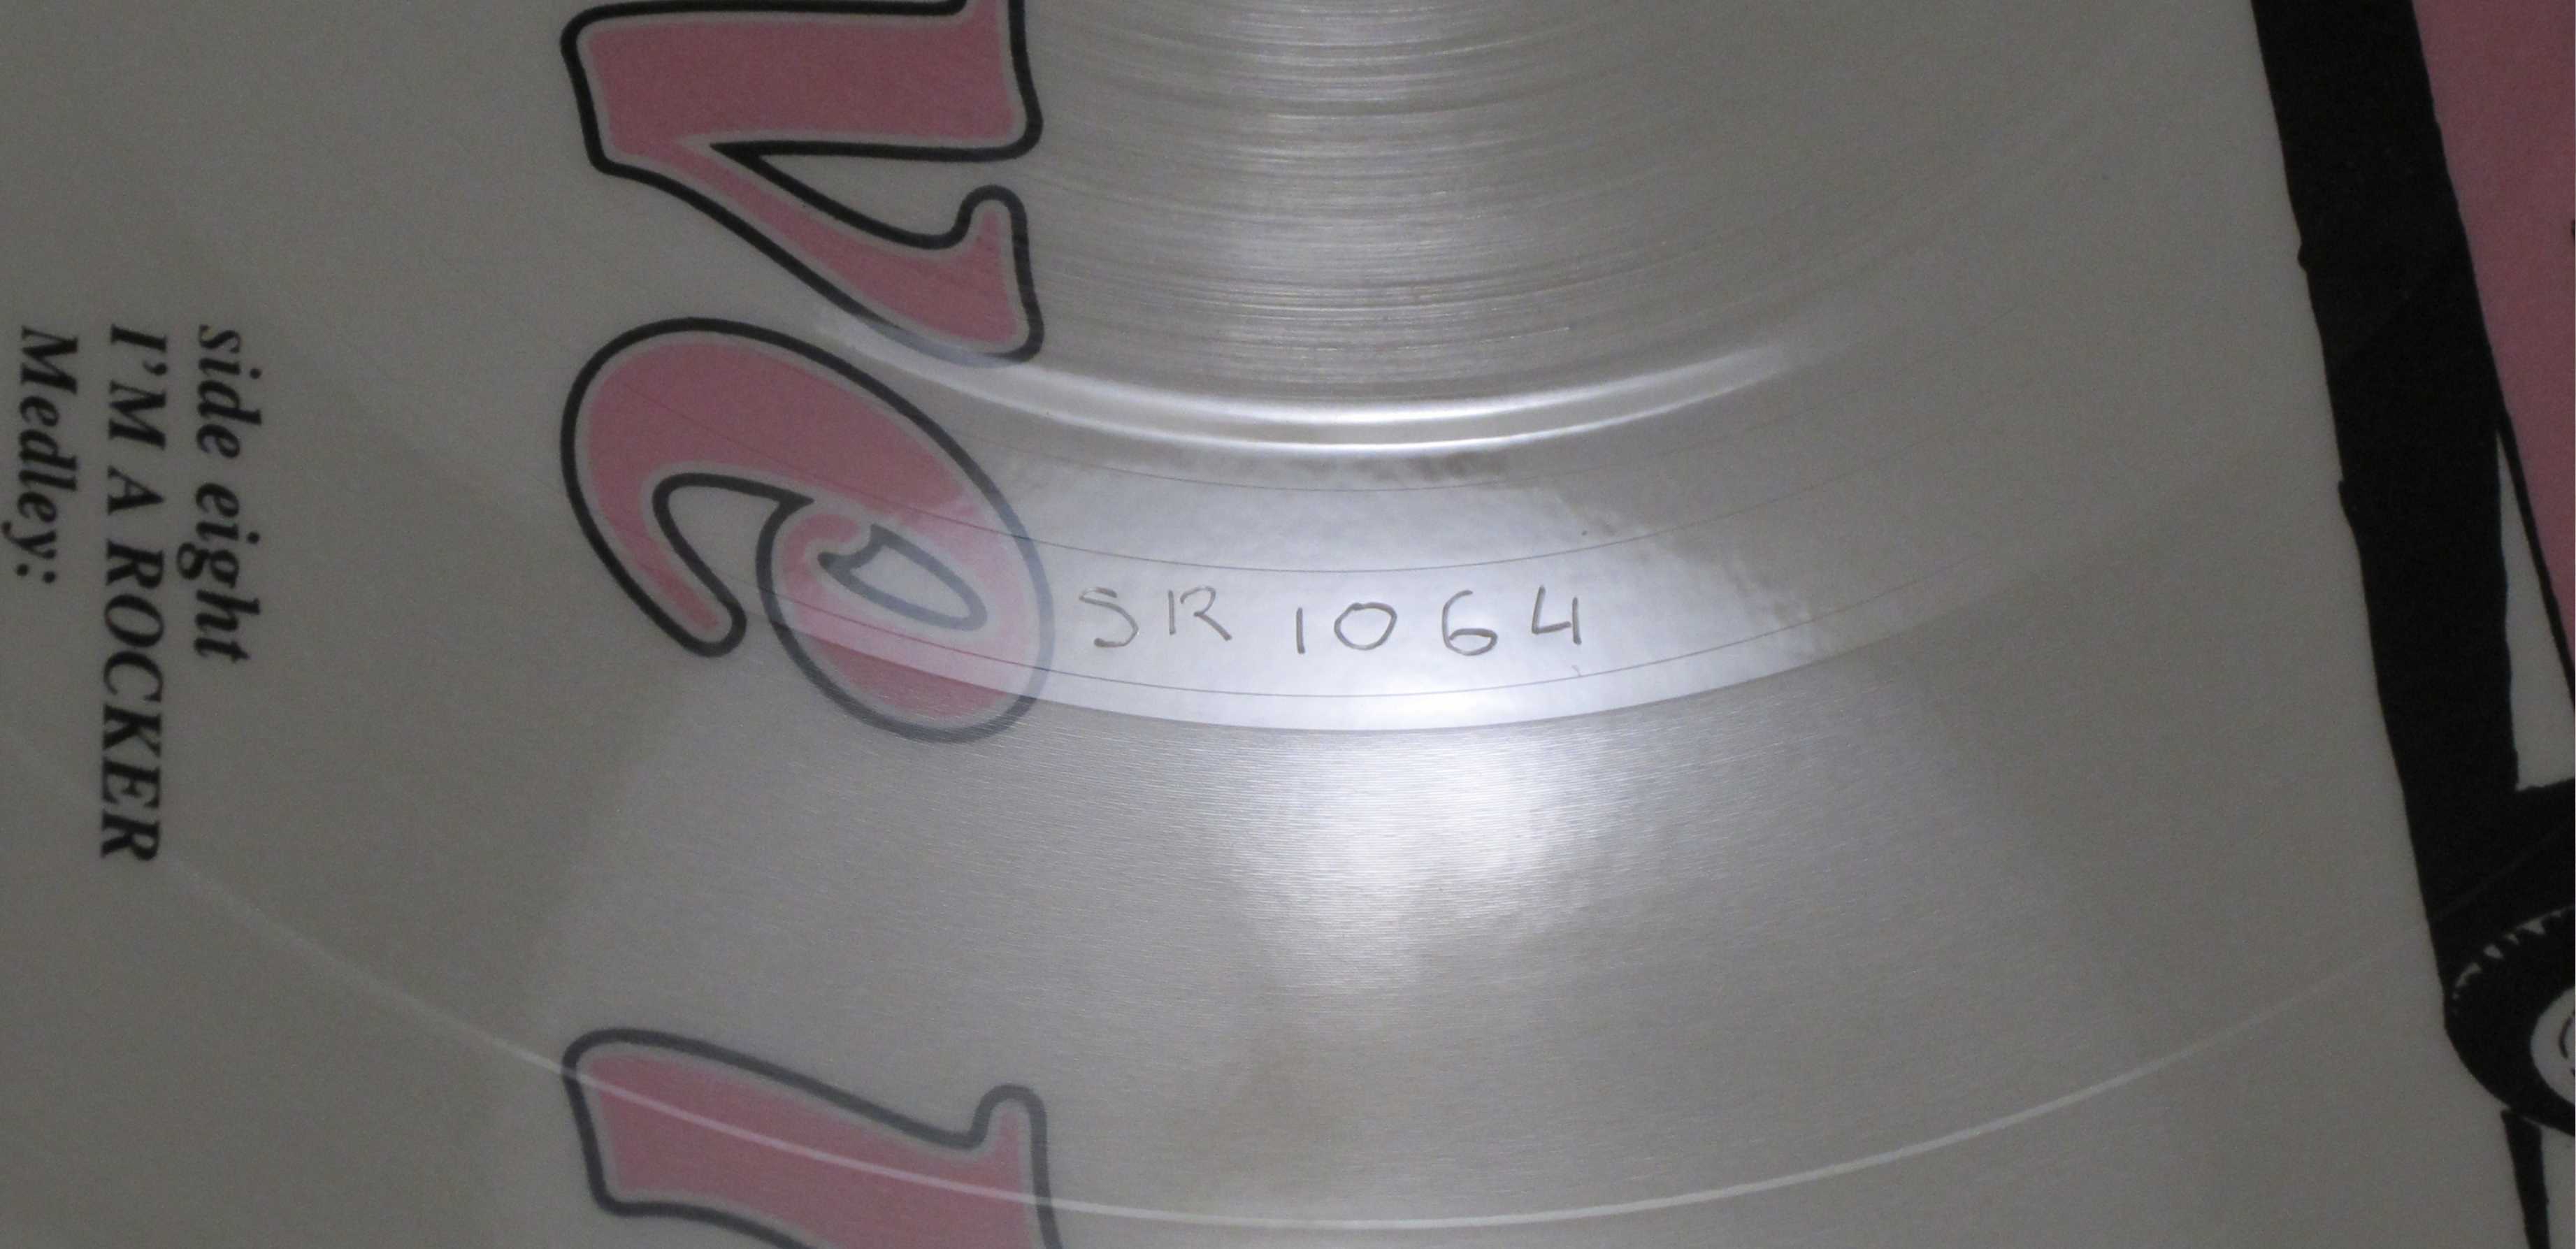 side eight
I'M A ROCKER
Medley:
SR 1064